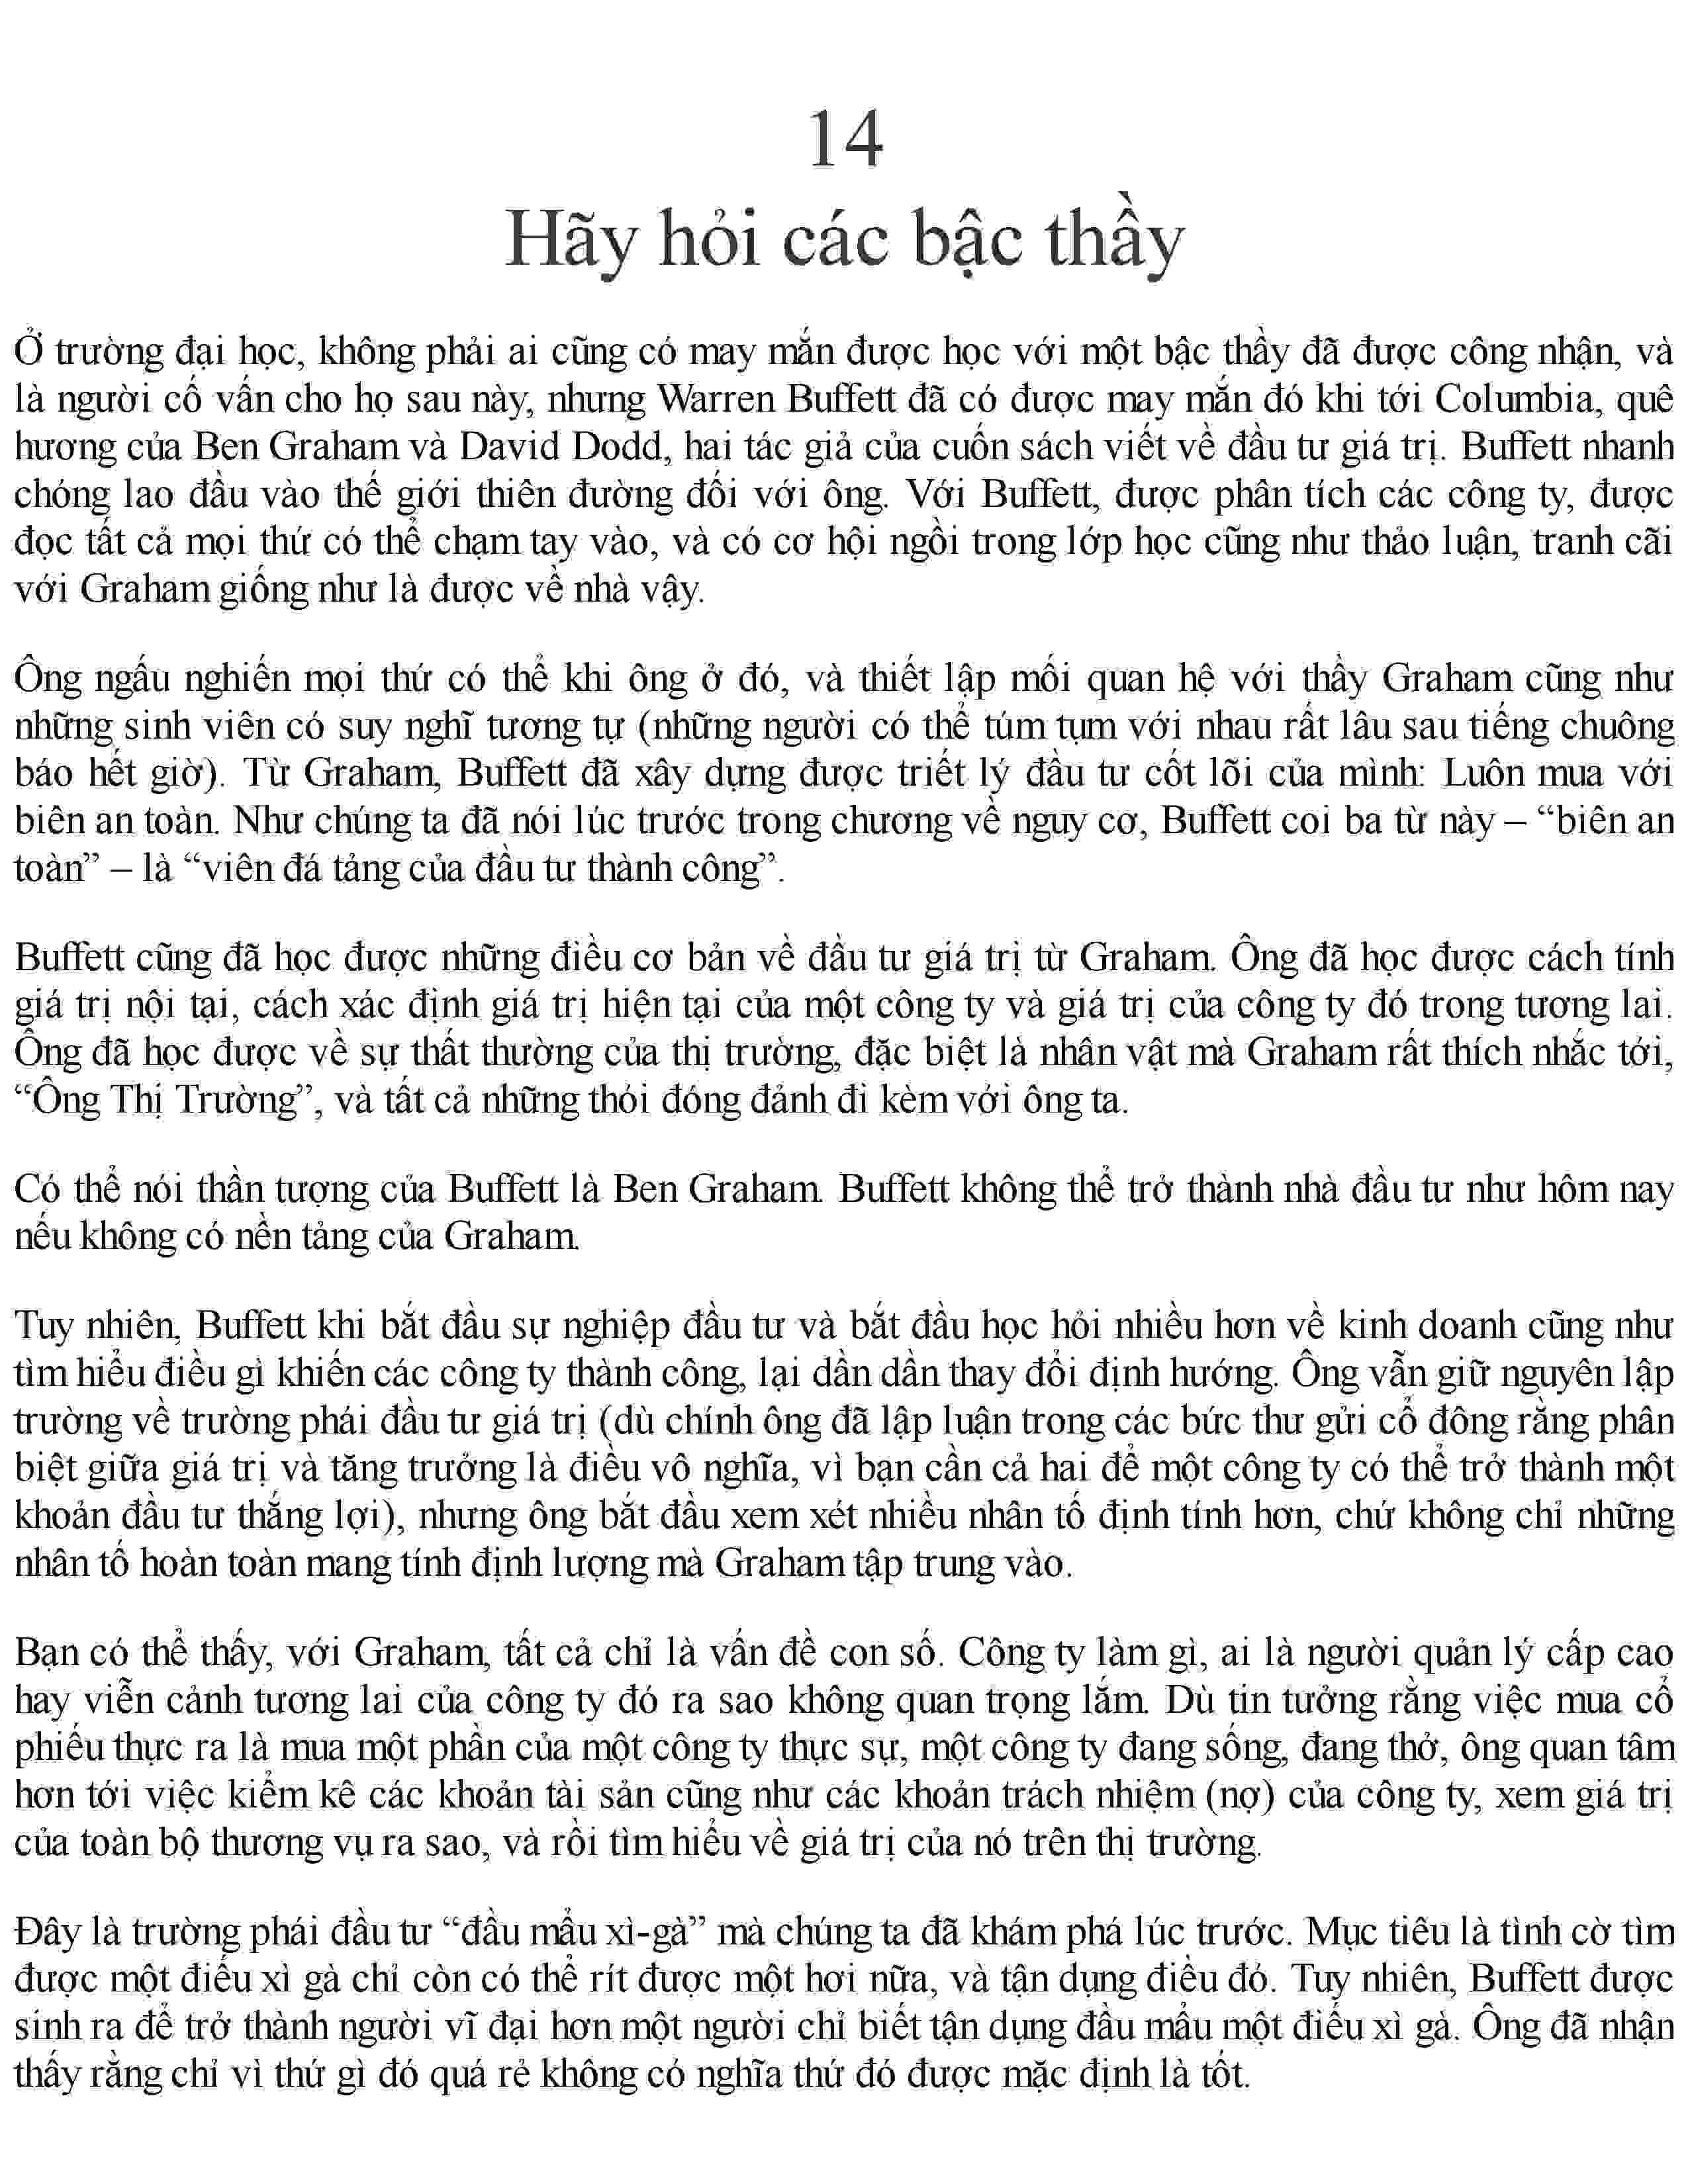 14
Hãy hỏi các bậc thầy
Ở trường đại học, không phải ai cũng có may mắn được học với một bậc thầy đã được công nhận, và
là người cố vấn cho họ sau này, nhưng Warren Buffett đã có được may mắn đó khi tới Columbia, quê
hương của Ben Graham và David Dodd, hai tác giả của cuốn sách viết về đầu tư giá trị. Buffett nhanh
chóng lao đầu vào thế giới thiên đường đối với ông. Với Buffett, được phân tích các công ty, được
đọc tất cả mọi thứ có thể chạm tay vào, và có cơ hội ngồi trong lớp học cũng như thảo luận, tranh cãi
với Graham giống như là được về nhà vậy.
Ông ngấu nghiến mọi thứ có thể khi ông ở đó, và thiết lập mối quan hệ với thầy Graham cũng như
những sinh viên có suy nghĩ tương tự (những người có thể túm tụm với nhau rất lâu sau tiếng chuông
báo hết giờ). Từ Graham, Buffett đã xây dựng được triết lý đầu tư cốt lõi của mình: Luôn mua với
biên an toàn. Như chúng ta đã nói lúc trước trong chương về nguy cơ, Buffett coi ba từ này – “biên an
toàn” – là “viên đá tảng của đầu tư thành công”.
Buffett cũng đã học được những điều cơ bản về đầu tư giá trị từ Graham. Ông đã học được cách tính
giá trị nội tại, cách xác định giá trị hiện tại của một công ty và giá trị của công ty đó trong tương lai.
Ông đã học được về sự thất thường của thị trường, đặc biệt là nhân vật mà Graham rất thích nhắc tới,
“Ông Thị Trường”, và tất cả những thói đóng đảnh đi kèm với ông ta.
Có thể nói thần tượng của Buffett là Ben Graham. Buffett không thể trở thành nhà đầu tư như hôm nay
nếu không có nền tảng của Graham.
Tuy nhiên, Buffett khi bắt đầu sự nghiệp đầu tư và bắt đầu học hỏi nhiều hơn về kinh doanh cũng như
tìm hiểu điều gì khiến các công ty thành công, lại dần dần thay đổi định hướng. Ông vẫn giữ nguyên lập
trường về trường phái đầu tư giá trị (dù chính ông đã lập luận trong các bức thư gửi cổ đông rằng phân
biệt giữa giá trị và tăng trưởng là điều vô nghĩa, vì bạn cần cả hai để một công ty có thể trở thành một
khoản đầu tư thắng lợi), nhưng ông bắt đầu xem xét nhiều nhân tố định tính hơn, chứ không chỉ những
nhân tố hoàn toàn mang tính định lượng mà Graham tập trung vào.
Bạn có thể thấy, với Graham, tất cả chỉ là vấn đề con số. Công ty làm gì, ai là người quản lý cấp cao
hay viễn cảnh tương lai của công ty đó ra sao không quan trọng lắm. Dù tin tưởng rằng việc mua cổ
phiếu thực ra là mua một phần của một công ty thực sự, một công ty đang sống, đang thở, ông quan tâm
hơn tới việc kiểm kê các khoản tài sản cũng như các khoản trách nhiệm (nợ) của công ty, xem giá trị
của toàn bộ thương vụ ra sao, và rồi tìm hiểu về giá trị của nó trên thị trường.
Đây là trường phái đầu tư “đầu mẩu xì-gà” mà chúng ta đã khám phá lúc trước. Mục tiêu là tình cờ tìm
được một điếu xì gà chỉ còn có thể rít được một hơi nữa, và tận dụng điều đó. Tuy nhiên, Buffett được
sinh ra để trở thành người vĩ đại hơn một người chỉ biết tận dụng đầu mẩu một điếu xì gà. Ông đã nhận
thấy rằng chỉ vì thứ gì đó quá rẻ không có nghĩa thứ đó được mặc định là tốt.